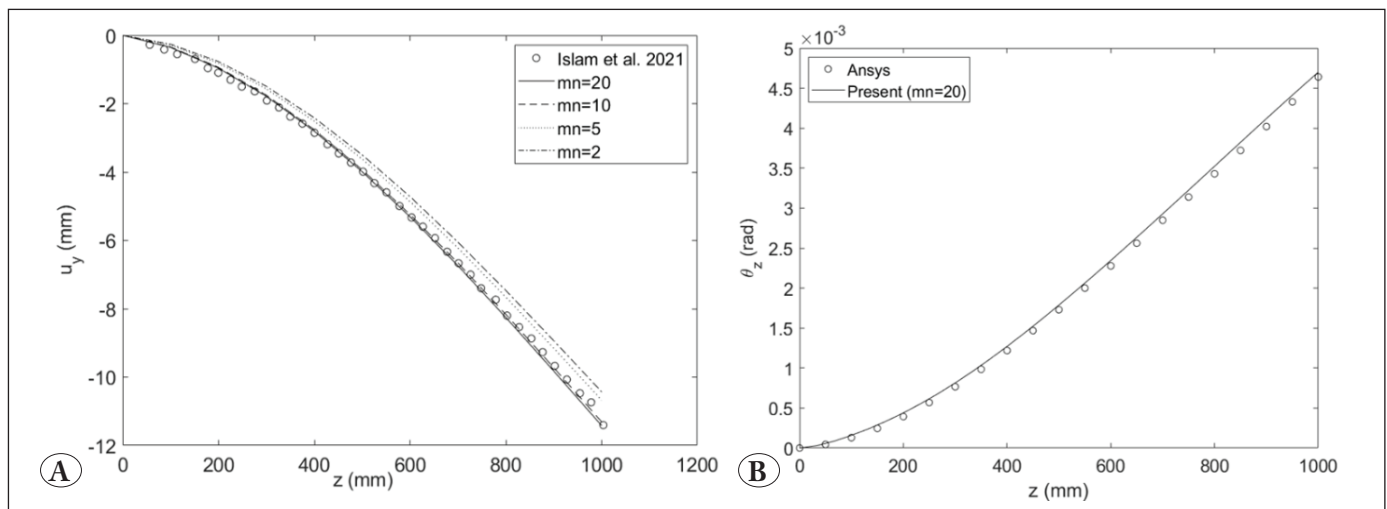 0
-2
-4
-6
-8
-10
-12
0
200
400
600
800
1000
1200
u_y (mm)
z (mm)
Islam et al. 2021
mn=20
mn=10
mn=5
mn=2
A
×10⁻³
5
4.5
4
3.5
3
2.5
2
1.5
1
0.5
0
0
200
400
600
800
1000
θ_z (rad)
z (mm)
Ansys
Present (mn=20)
B